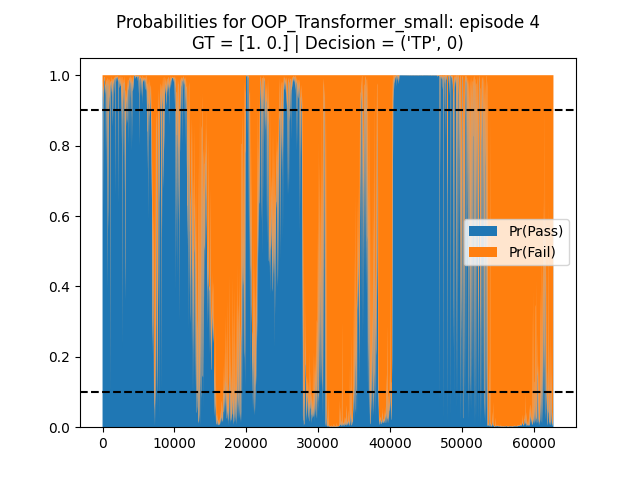 Probabilities for OOP_Transformer_small: episode 4
GT = [1. 0.] | Decision = ('TP', 0)
1.0
0.8
0.6
0.4
0.2
0.0
Pr(Pass)
Pr(Fail)
0 10000 20000 30000 40000 50000 60000